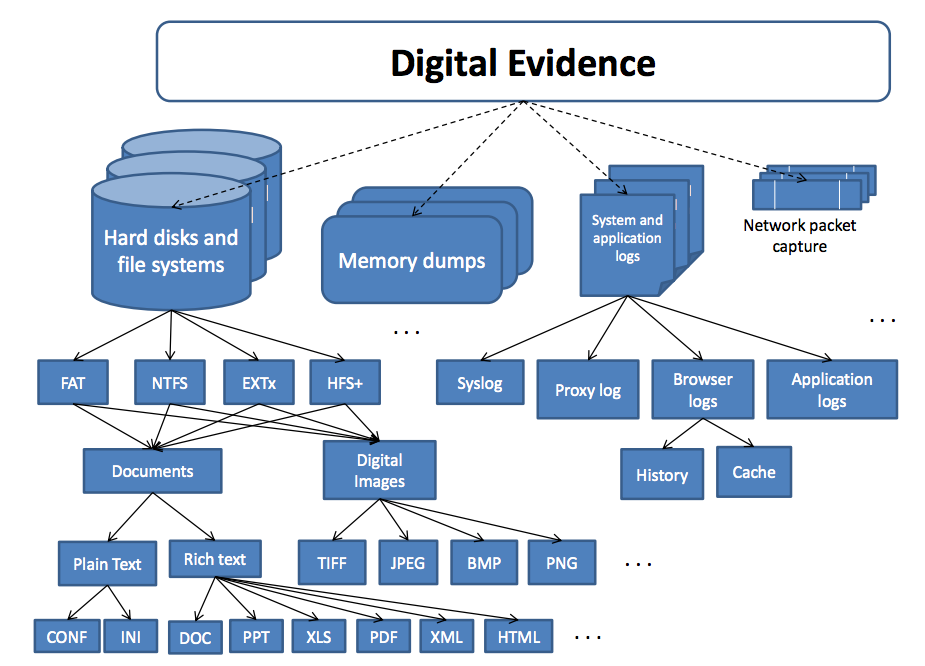 Digital Evidence
Hard disks and
file systems
Memory dumps
System and
application
logs
Network packet
capture
. . .
. . .
FAT
NTFS
EXTx
HFS+
Syslog
Proxy log
Browser
logs
Application
logs
Documents
Digital
Images
History
Cache
Plain Text
Rich text
TIFF
JPEG
BMP
PNG
. . .
CONF
INI
DOC
PPT
XLS
PDF
XML
HTML
. . .